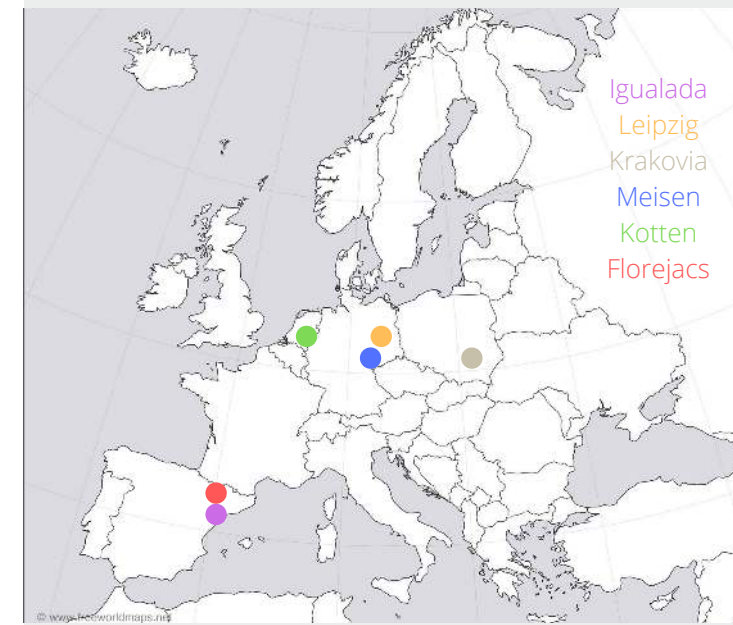 Igualada
Leipzig
Krakovia
Meisen
Kotten
Florejacs
© www.freeworldmaps.net